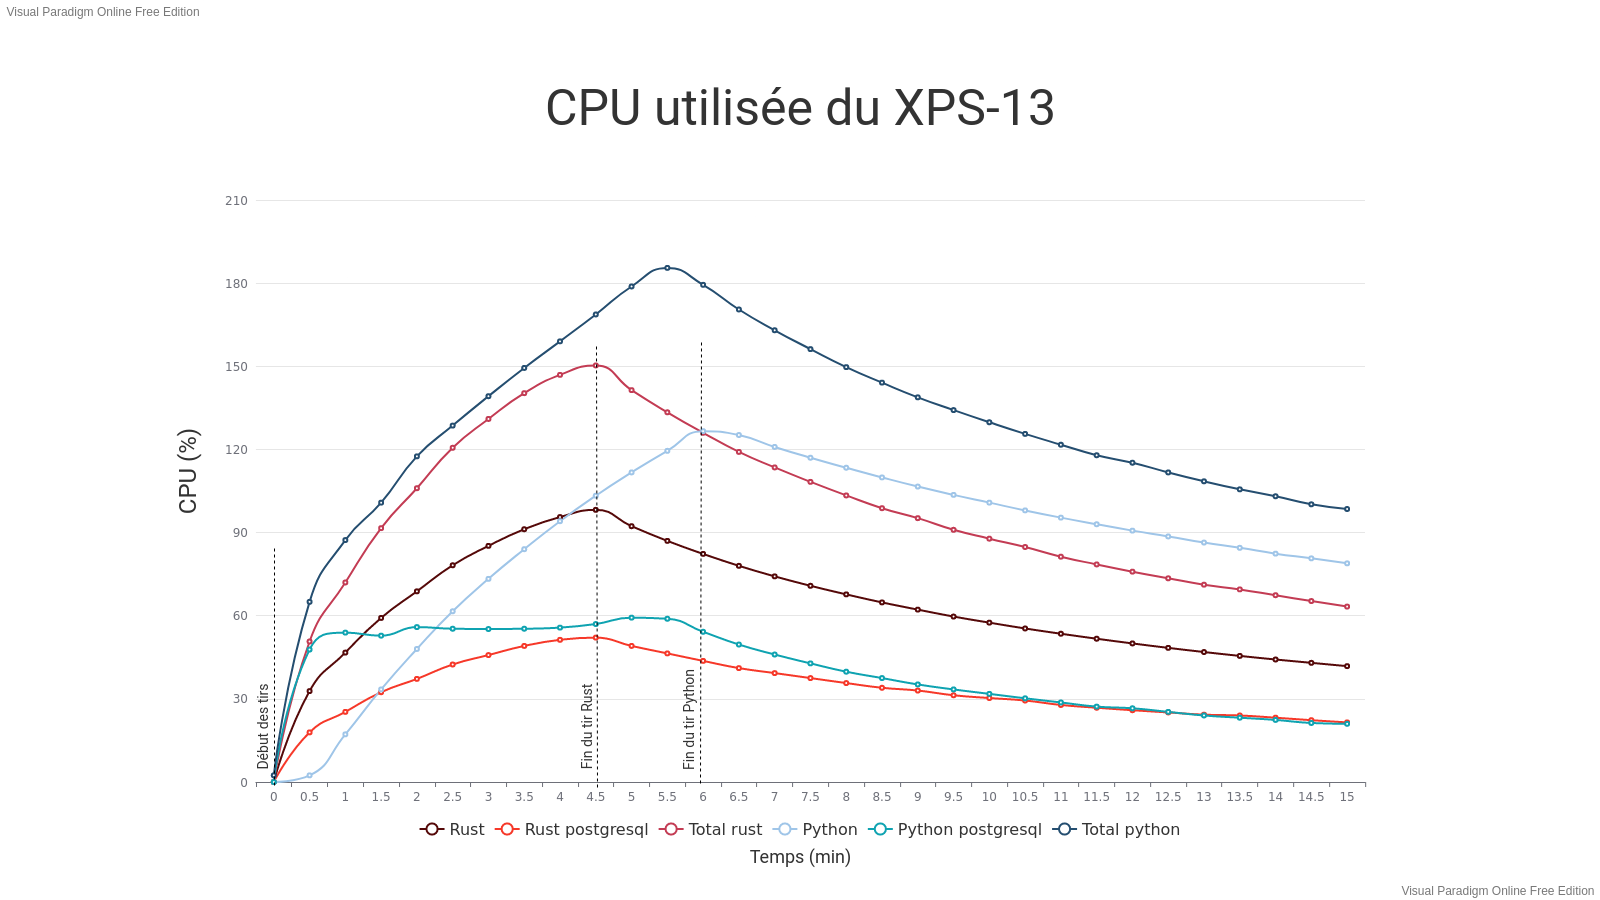 Visual Paradigm Online Free Edition
CPU utilisée du XPS-13
CPU (%)
210
180
150
120
90
60
30
0
Début des tirs
Fin du tir Rust
Fin du tir Python
0 0.5 1 1.5 2 2.5 3 3.5 4 4.5 5 5.5 6 6.5 7 7.5 8 8.5 9 9.5 10 10.5 11 11.5 12 12.5 13 13.5 14 14.5 15
Rust Rust postgresql Total rust Python Python postgresql Total python
Temps (min)
Visual Paradigm Online Free Edition